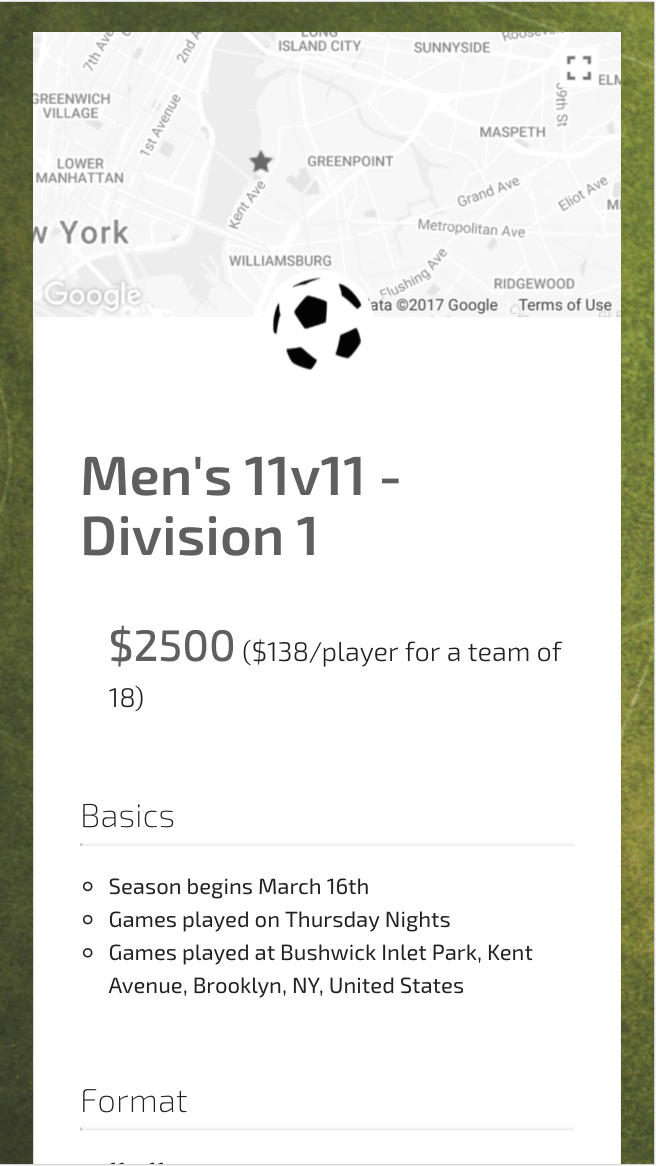 LONG
ISLAND CITY
SUNNYSIDE
7th Ave
2nd A
GREENWICH
VILLAGE
1st Avenue
ELM
69th St
MASPETH
LOWER
MANHATTAN
GREENPOINT
Kent Ave
Grand Ave
Eliot Ave
w York
Metropolitan Ave
WILLIAMSBURG
Flushing Ave
RIDGEWOOD
Google
ata ©2017 Google Terms of Use
Men's 11v11 -
Division 1
$2500 ($138/player for a team of
18)
Basics
Season begins March 16th
Games played on Thursday Nights
Games played at Bushwick Inlet Park, Kent
Avenue, Brooklyn, NY, United States
Format